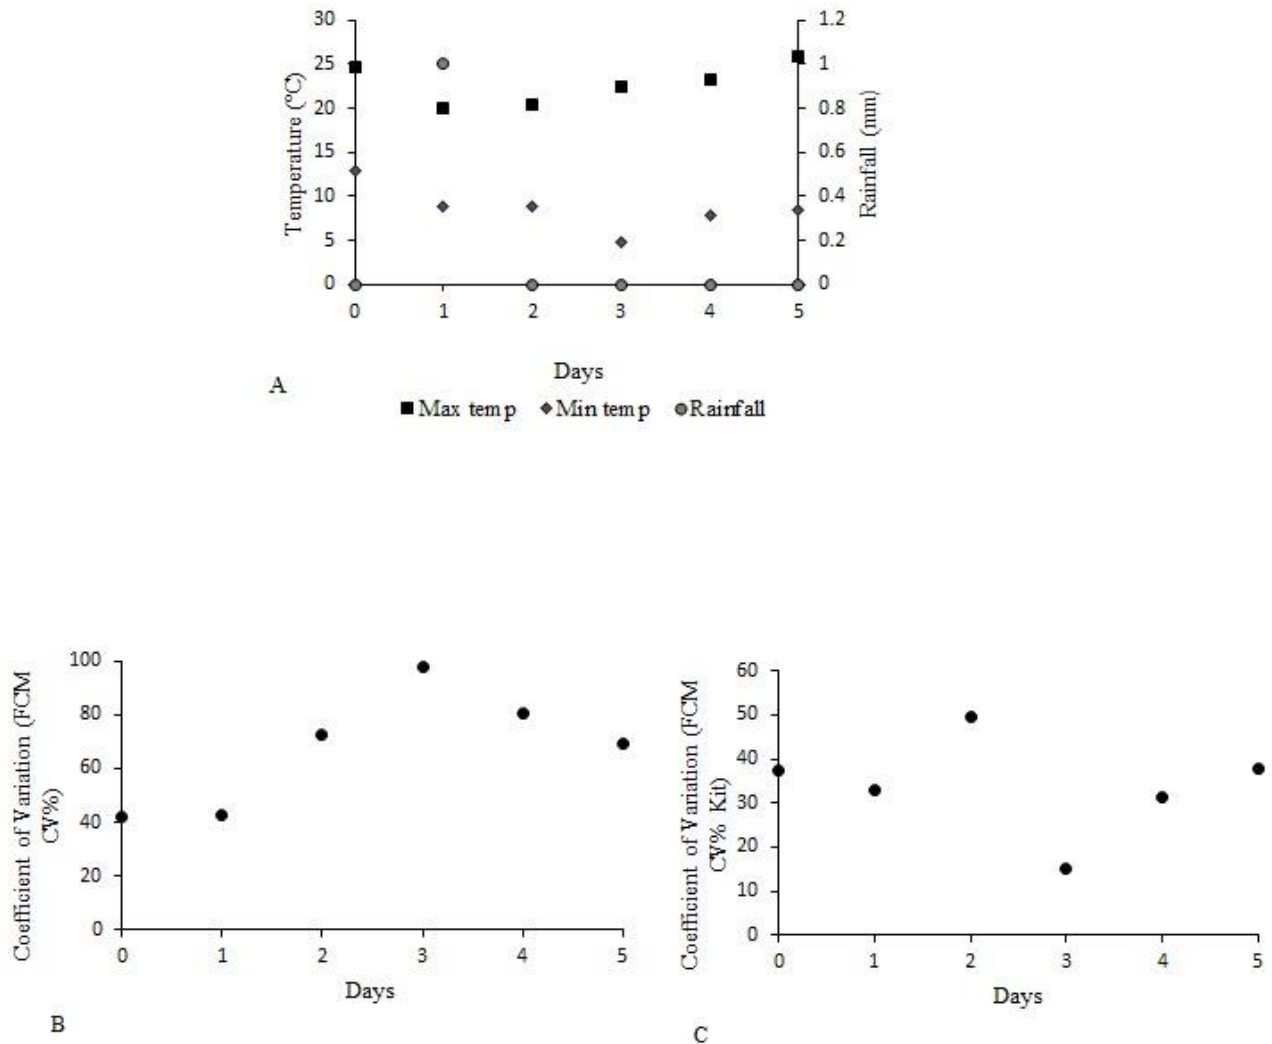 30
25
20
15
10
5
0
Temperature (°C)
1.2
1
0.8
0.6
0.4
0.2
0
Rainfall (mm)
0 1 2 3 4 5
Days
A
Max temp Min temp Rainfall
100
80
60
40
20
0
Coefficient of Variation (FCM
CV%)
0 1 2 3 4 5
Days
B
60
50
40
30
20
10
0
Coefficient of Variation (FCM
CV% Kit)
0 1 2 3 4 5
Days
C